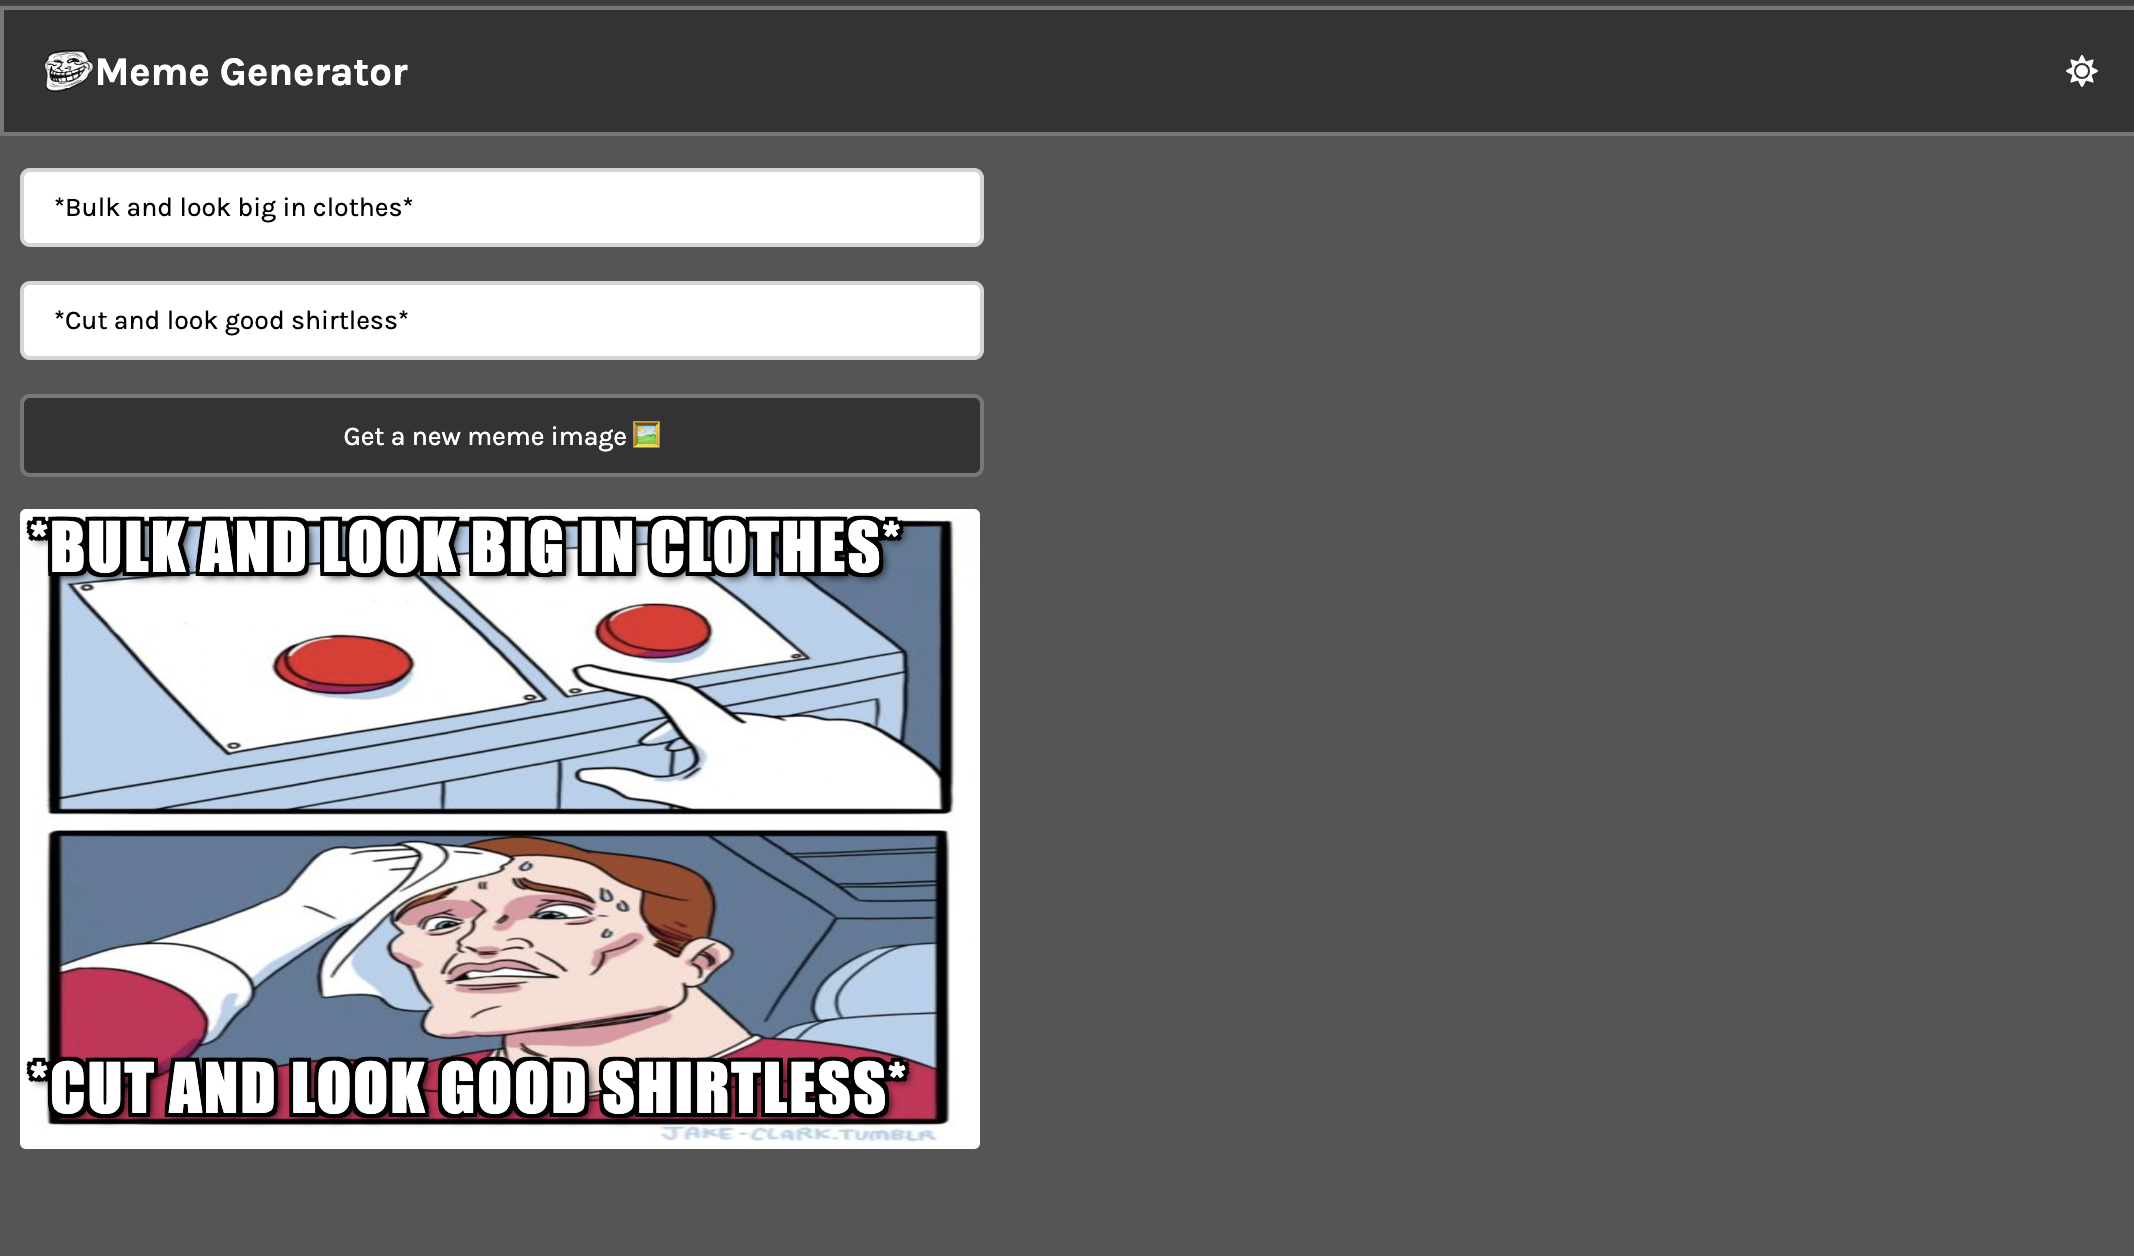 Meme Generator
*Bulk and look big in clothes*
*Cut and look good shirtless*
Get a new meme image
*BULK AND LOOK BIG IN CLOTHES*
*CUT AND LOOK GOOD SHIRTLESS*
JAKE-CLARK.TUMBLR